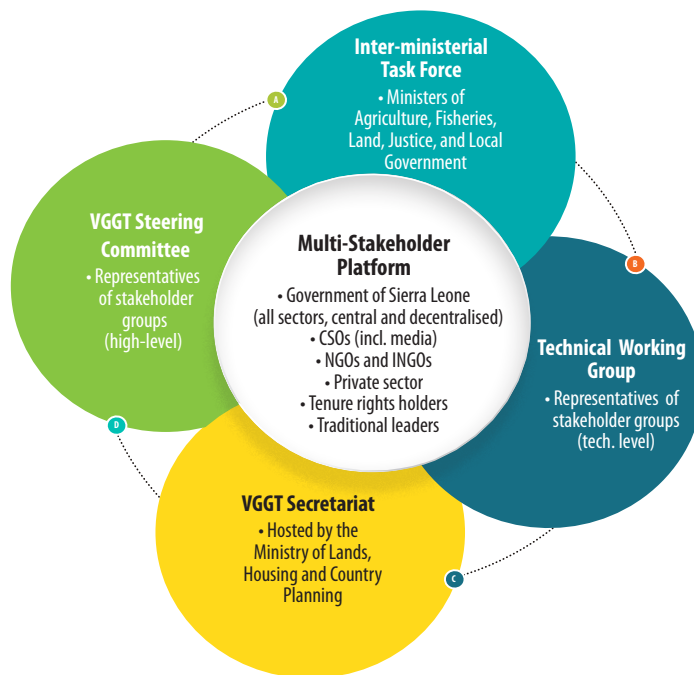 Inter-ministerial
Task Force
• Ministers of
Agriculture, Fisheries,
Land, Justice, and Local
Government
A
VGGT Steering
Committee
• Representatives
of stakeholder
groups
(high-level)
Multi-Stakeholder
Platform
• Government of Sierra Leone
(all sectors, central and decentralised)
• CSOs (incl. media)
• NGOs and INGOs
• Private sector
• Tenure rights holders
• Traditional leaders
B
Technical Working
Group
• Representatives of
stakeholder groups
(tech. level)
D
VGGT Secretariat
• Hosted by the
Ministry of Lands,
Housing and Country
Planning
C